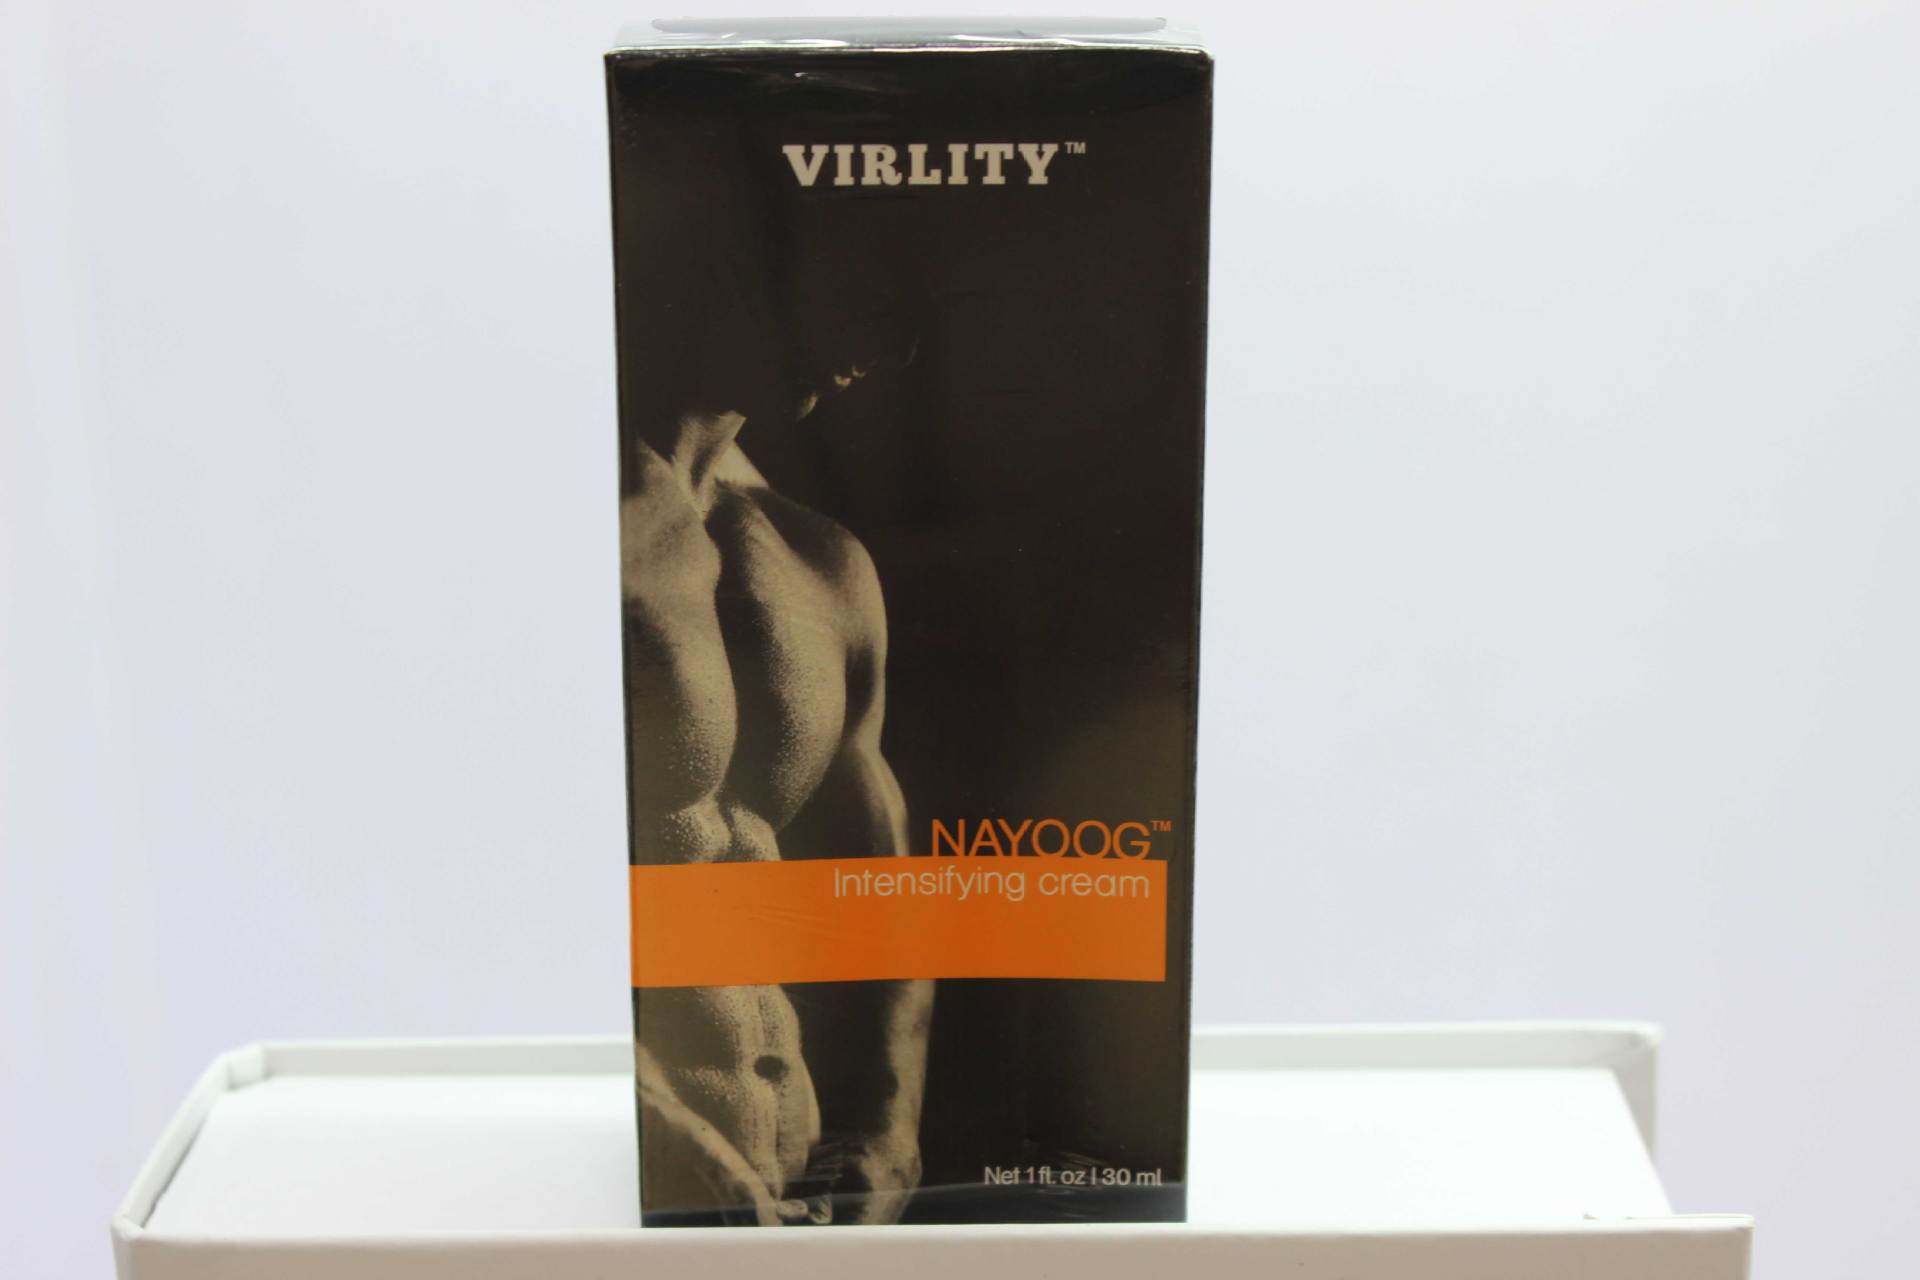 VIRLITY™
NAYOOG™
Intensifying cream
Net 1 fl. oz | 30 ml